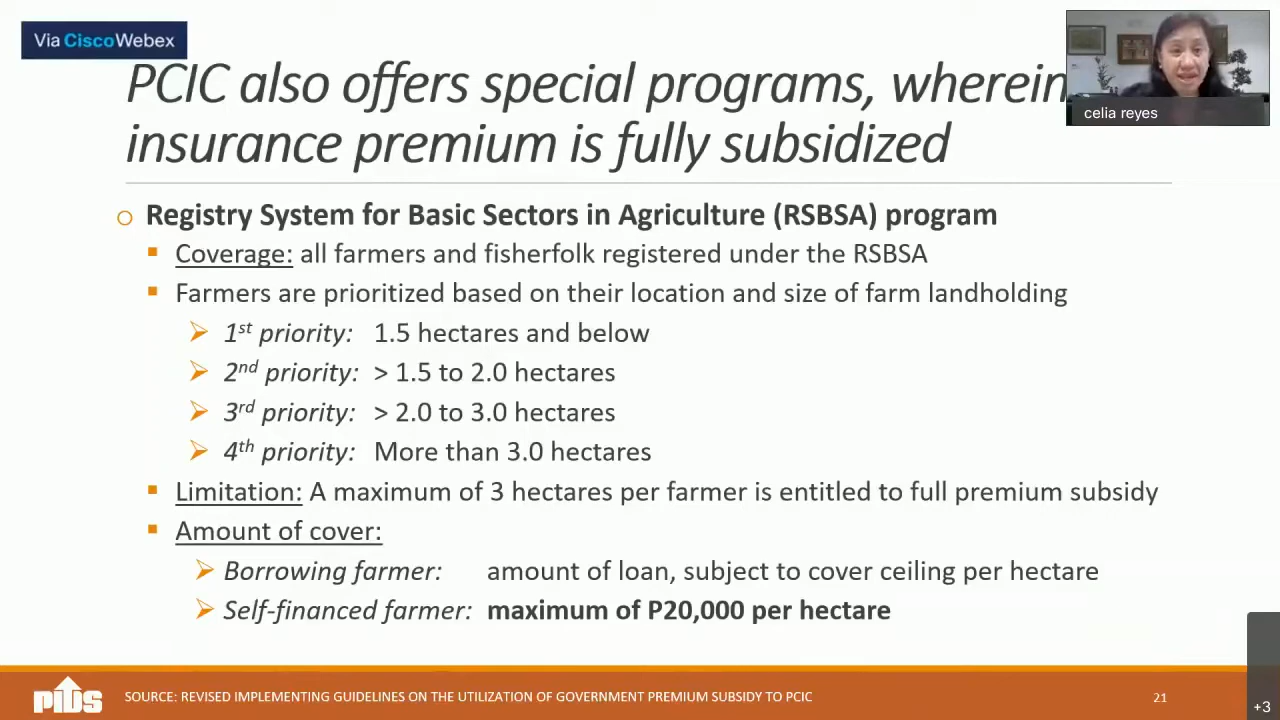 Via CiscoWebex
PCIC also offers special programs, wherein
insurance premium is fully subsidized
celia reyes
Registry System for Basic Sectors in Agriculture (RSBSA) program
Coverage: all farmers and fisherfolk registered under the RSBSA
Farmers are prioritized based on their location and size of farm landholding
1st priority: 1.5 hectares and below
2nd priority: > 1.5 to 2.0 hectares
3rd priority: > 2.0 to 3.0 hectares
4th priority: More than 3.0 hectares
Limitation: A maximum of 3 hectares per farmer is entitled to full premium subsidy
Amount of cover:
Borrowing farmer: amount of loan, subject to cover ceiling per hectare
Self-financed farmer: maximum of P20,000 per hectare
PIDS SOURCE: REVISED IMPLEMENTING GUIDELINES ON THE UTILIZATION OF GOVERNMENT PREMIUM SUBSIDY TO PCIC 21
+3